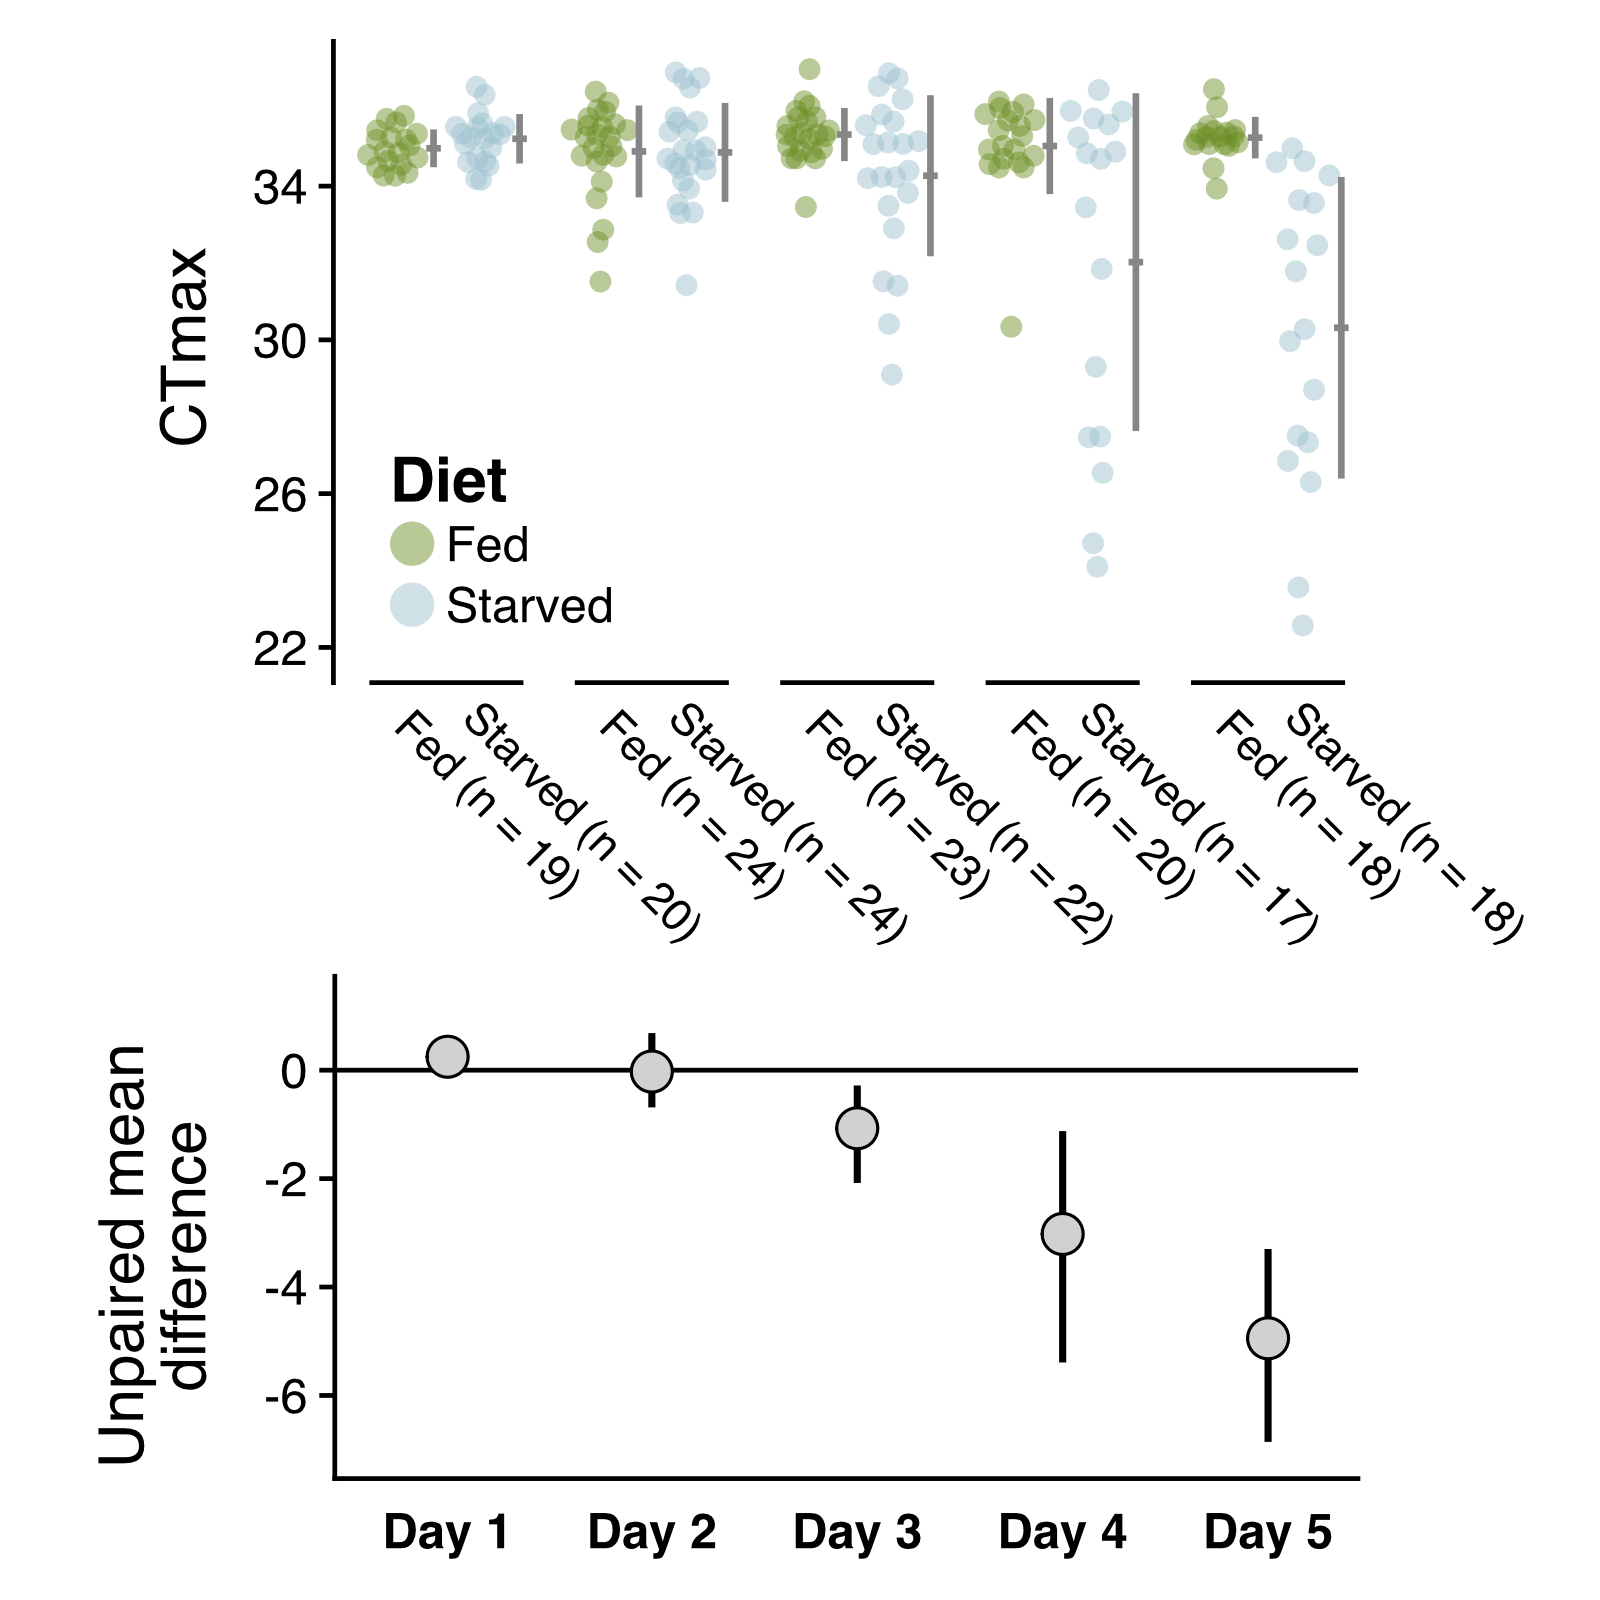 CTmax
34
30
26
22
Diet
Fed
Starved
Fed (n = 19)
Starved (n = 20)
Fed (n = 24)
Starved (n = 24)
Fed (n = 23)
Starved (n = 22)
Fed (n = 20)
Starved (n = 17)
Fed (n = 18)
Starved (n = 18)
Unpaired mean
difference
0
-2
-4
-6
Day 1
Day 2
Day 3
Day 4
Day 5